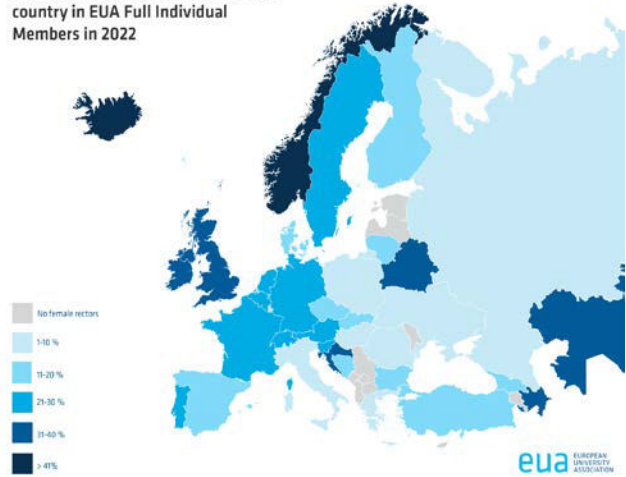 country in EUA Full Individual
Members in 2022
No female rectors
1-10 %
11-20 %
21-30 %
31-40 %
> 41%
eua EUROPEAN
UNIVERSITY
ASSOCIATION